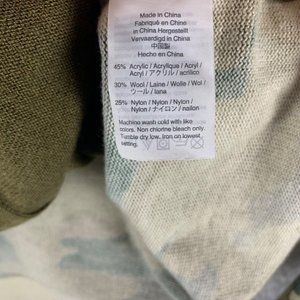 Made in China
Fabriqué en Chine
In China Hergestellt
Vervaardigd in China
中国製
Hecho en China
45% Acrylic / Acrylique / Acryl /
Acryl / アクリル / acrílico
30% Wool / Laine / Wolle / Wol /
ウール / lana
25% Nylon / Nylon / Nylon /
Nylon / ナイロン / nailon
Machine wash cold with like
colors. Non chlorine bleach only.
Tumble dry low. Iron on lowest
setting.